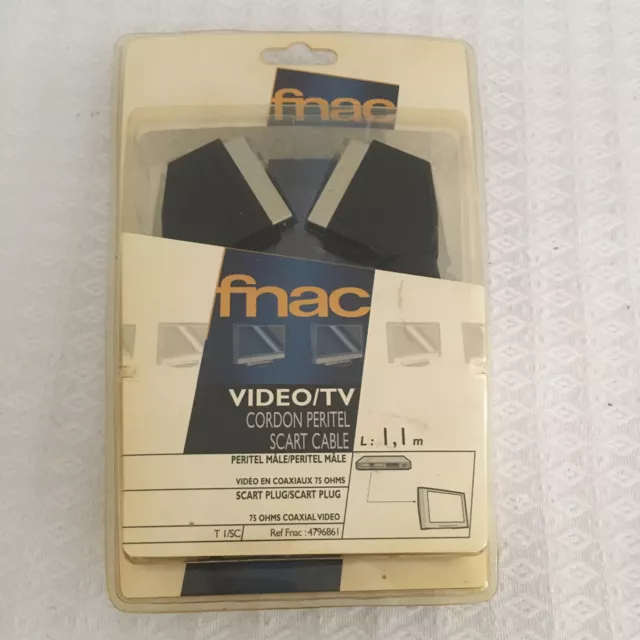 fnac
fnac
VIDEO/TV
CORDON PERITEL
SCART CABLE
L: 1,1 m
PERITEL MÂLE/PERITEL MÂLE
VIDÉO EN COAXIAUX 75 OHMS
SCART PLUG/SCART PLUG
75 OHMS COAXIAL VIDEO
T 1/SC
Ref Fnac : 4796861